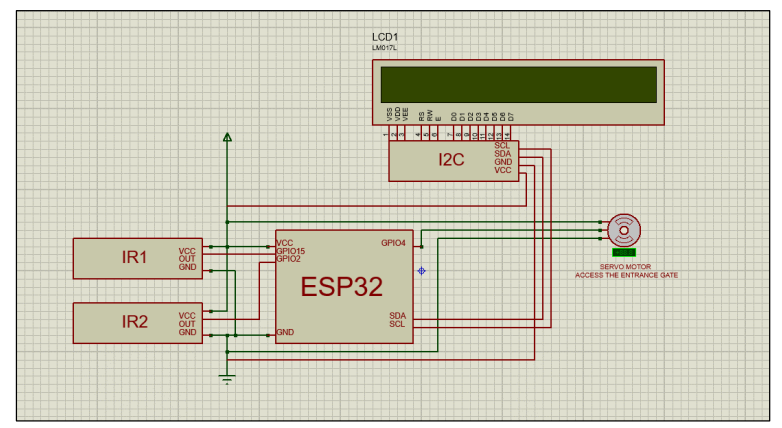 LCD1
LM017L
VSS
VDD
VEE
RS
RW
E
D0
D1
D2
D3
D4
D5
D6
D7
1
2
3
4
5
6
7
8
9
10
11
12
13
14
I2C
SCL
SDA
GND
VCC
IR1
VCC
OUT
GND
IR2
VCC
OUT
GND
ESP32
VCC
GPIO15
GPIO2
GND
GPIO4
SDA
SCL
SERVO MOTOR
ACCESS THE ENTRANCE GATE